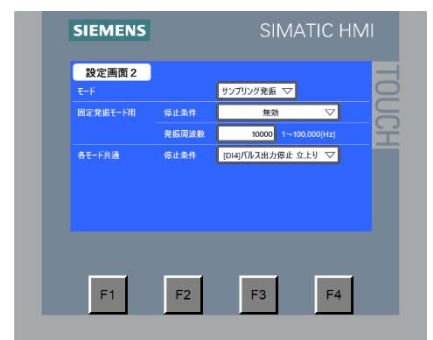 SIEMENS
SIMATIC HMI
TOUCH
設定画面2
モード
サンプリング発振 ▽
固定発振モード用 停止条件 無効 ▽
発振周波数 10000 1～100,000[Hz]
各モード共通 停止条件 [DI4]パルス出力停止 立上り ▽
F1 F2 F3 F4